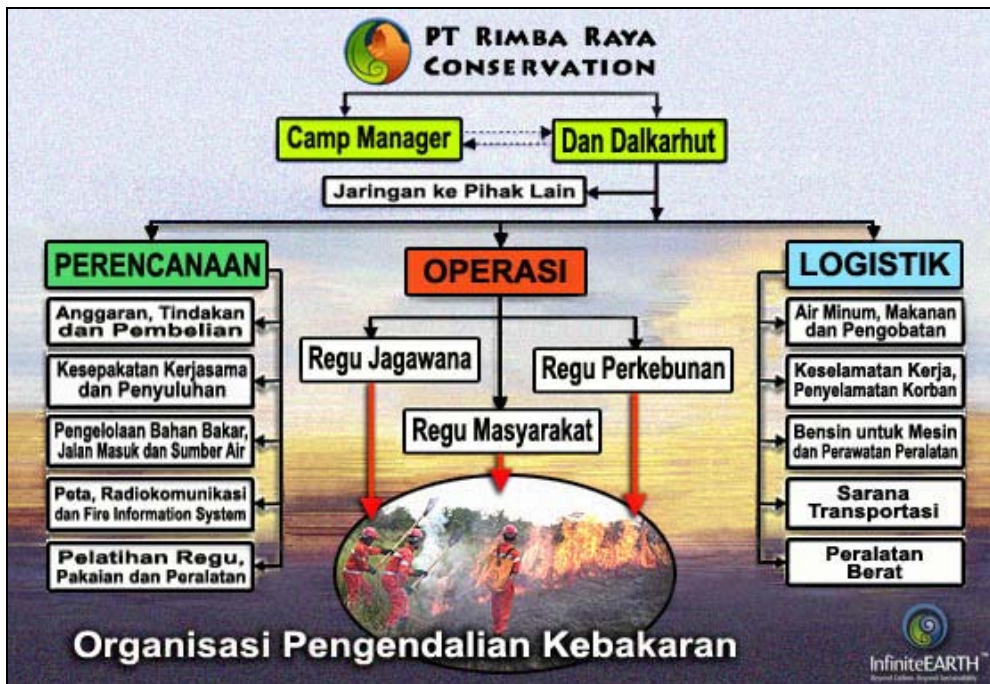 PT RIMBA RAYA
CONSERVATION
Camp Manager
Dan Dalkarhut
Jaringan ke Pihak Lain
PERENCANAAN
Anggaran, Tindakan
dan Pembelian
Kesepakatan Kerjasama
dan Penyuluhan
Pengelolaan Bahan Bakar,
Jalan Masuk dan Sumber Air
Peta, Radiokomunikasi
dan Fire Information System
Pelatihan Regu,
Pakaian dan Peralatan
OPERASI
Regu Jagawana
Regu Perkebunan
Regu Masyarakat
LOGISTIK
Air Minum, Makanan
dan Pengobatan
Keselamatan Kerja,
Penyelamatan Korban
Bensin untuk Mesin
dan Perawatan Peralatan
Sarana
Transportasi
Peralatan
Berat
Organisasi Pengendalian Kebakaran
InfiniteEARTH™